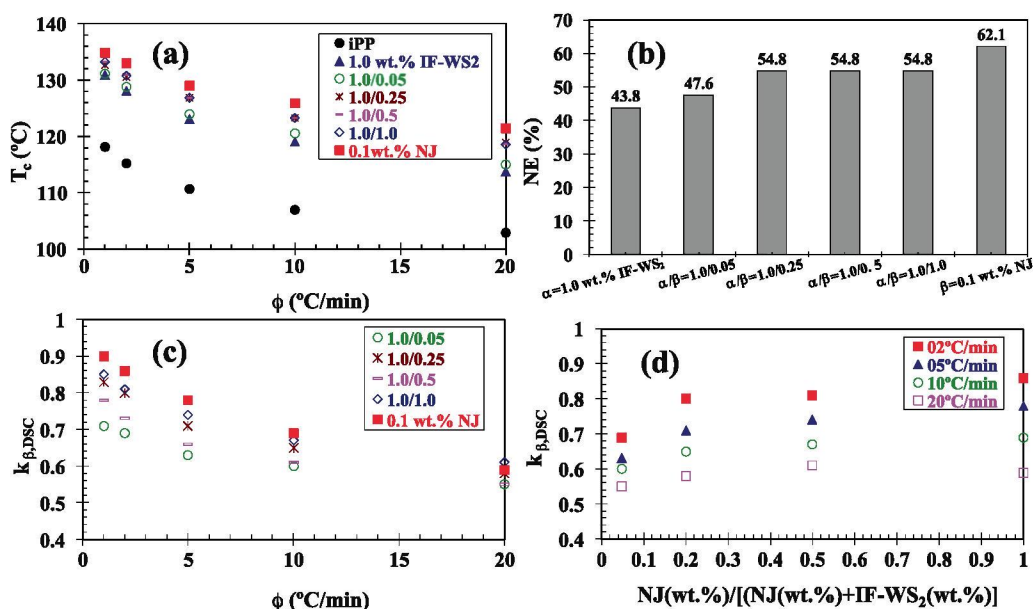 140
130
120
110
100
T_c (ºC)
(a)
iPP
1.0 wt.% IF-WS2
1.0/0.05
1.0/0.25
1.0/0.5
1.0/1.0
0.1wt.% NJ
0 5 10 15 20
ϕ (ºC/min)
70
60
50
40
30
20
10
0
NE (%)
(b)
43.8
47.6
54.8
54.8
54.8
62.1
α=1.0 wt.% IF-WS₂
α/β=1.0/0.05
α/β=1.0/0.25
α/β=1.0/0. 5
α/β=1.0/1.0
β=0.1 wt.% NJ
1
0.9
0.8
0.7
0.6
0.5
0.4
k_β,DSC
(c)
1.0/0.05
1.0/0.25
1.0/0.5
1.0/1.0
0.1 wt.% NJ
0 5 10 15 20
ϕ (ºC/min)
1
0.9
0.8
0.7
0.6
0.5
0.4
k_β,DSC
(d)
02ºC/min
05ºC/min
10ºC/min
20ºC/min
0 0.1 0.2 0.3 0.4 0.5 0.6 0.7 0.8 0.9 1
NJ(wt.%)/[(NJ(wt.%)+IF-WS₂(wt.%)]